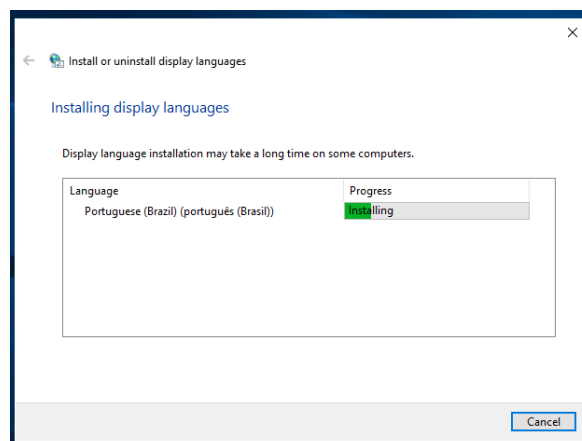 Install or uninstall display languages
Installing display languages
Display language installation may take a long time on some computers.
Language Progress
Portuguese (Brazil) (português (Brasil)) Installing
Cancel